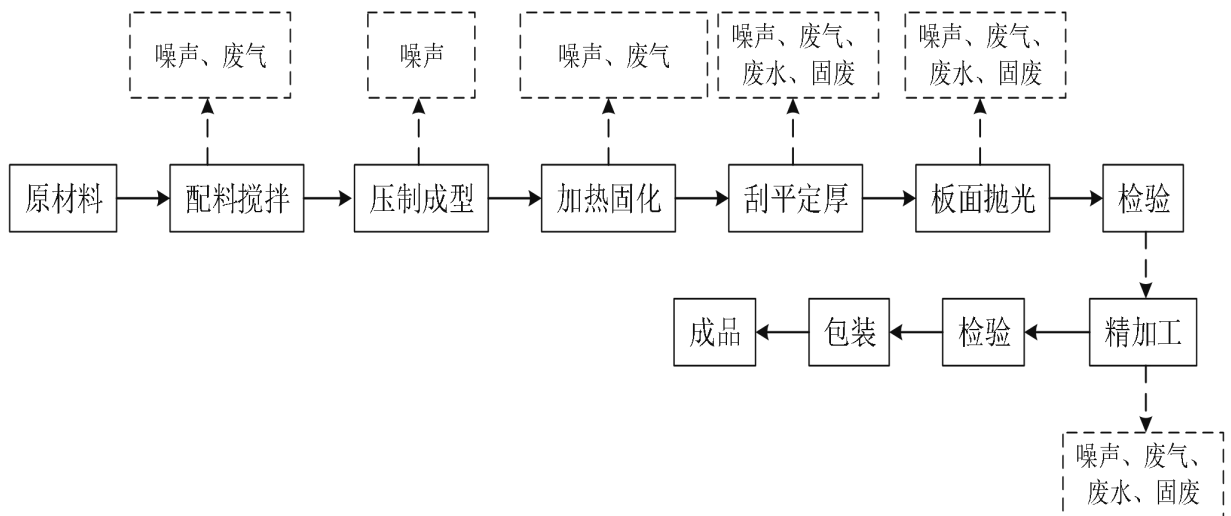 噪声、废气
噪声
噪声、废气
噪声、废气、
废水、固废
噪声、废气、
废水、固废
原材料
配料搅拌
压制成型
加热固化
刮平定厚
板面抛光
检验
成品
包装
检验
精加工
噪声、废气、
废水、固废